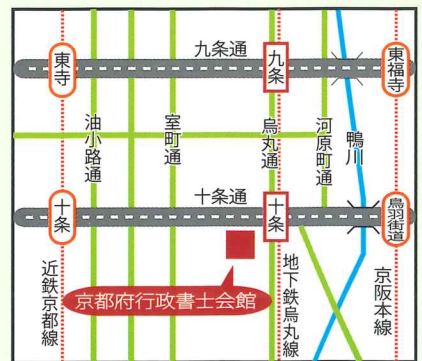 九条通
東寺
九条
東福寺
油小路通
室町通
烏丸通
河原町通
鴨川
十条通
十条
十条
鳥羽街道
近鉄京都線
京都府行政書士会館
地下鉄烏丸線
京阪本線